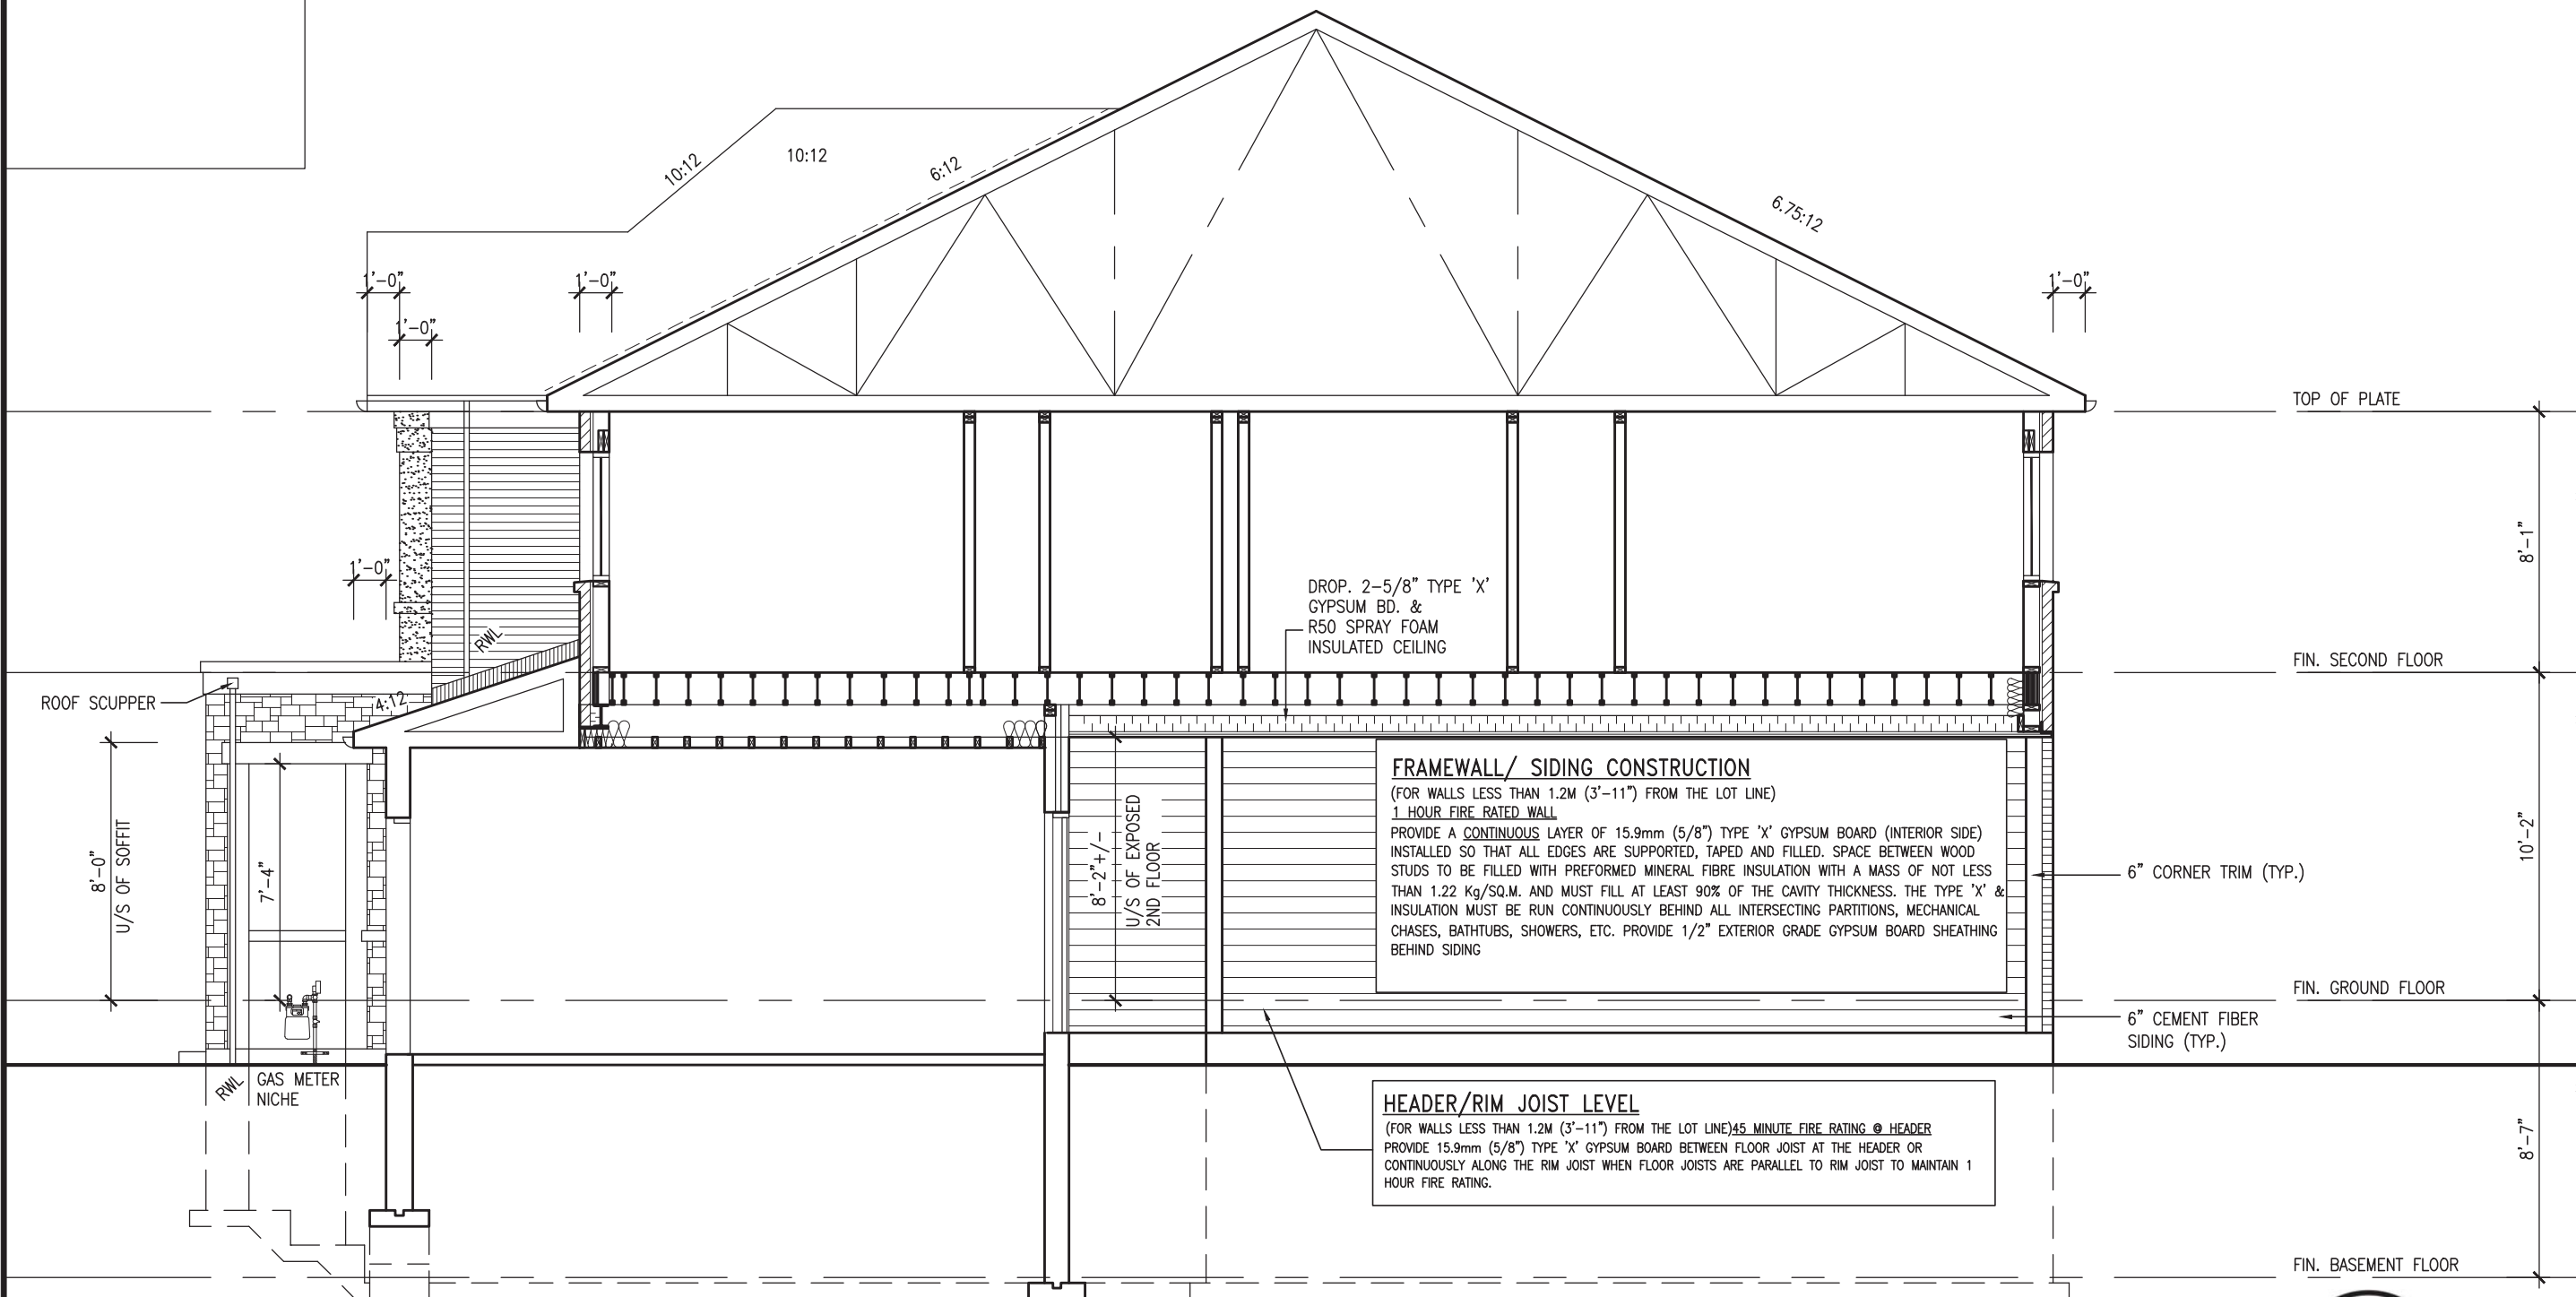 10:12
10:12
6:12
6.75:12
1'-0"
1'-0"
1'-0"
1'-0"
TOP OF PLATE
8'-1"
1'-0"
DROP. 2-5/8" TYPE 'X'
GYPSUM BD. &
R50 SPRAY FOAM
INSULATED CEILING
RWL
FIN. SECOND FLOOR
ROOF SCUPPER
4:12
8'-0"
U/S OF SOFFIT
7'-4"
8'-2"+/-
U/S OF EXPOSED
2ND FLOOR
FRAMEWALL/ SIDING CONSTRUCTION
(FOR WALLS LESS THAN 1.2M (3'-11") FROM THE LOT LINE)
1 HOUR FIRE RATED WALL
PROVIDE A CONTINUOUS LAYER OF 15.9mm (5/8") TYPE 'X' GYPSUM BOARD (INTERIOR SIDE)
INSTALLED SO THAT ALL EDGES ARE SUPPORTED, TAPED AND FILLED. SPACE BETWEEN WOOD
STUDS TO BE FILLED WITH PREFORMED MINERAL FIBRE INSULATION WITH A MASS OF NOT LESS
THAN 1.22 Kg/SQ.M. AND MUST FILL AT LEAST 90% OF THE CAVITY THICKNESS. THE TYPE 'X' &
INSULATION MUST BE RUN CONTINUOUSLY BEHIND ALL INTERSECTING PARTITIONS, MECHANICAL
CHASES, BATHTUBS, SHOWERS, ETC. PROVIDE 1/2" EXTERIOR GRADE GYPSUM BOARD SHEATHING
BEHIND SIDING
10'-2"
6" CORNER TRIM (TYP.)
FIN. GROUND FLOOR
6" CEMENT FIBER
SIDING (TYP.)
RWL
GAS METER
NICHE
HEADER/RIM JOIST LEVEL
(FOR WALLS LESS THAN 1.2M (3'-11") FROM THE LOT LINE)45 MINUTE FIRE RATING @ HEADER
PROVIDE 15.9mm (5/8") TYPE 'X' GYPSUM BOARD BETWEEN FLOOR JOIST AT THE HEADER OR
CONTINUOUSLY ALONG THE RIM JOIST WHEN FLOOR JOISTS ARE PARALLEL TO RIM JOIST TO MAINTAIN 1
HOUR FIRE RATING.
8'-7"
FIN. BASEMENT FLOOR